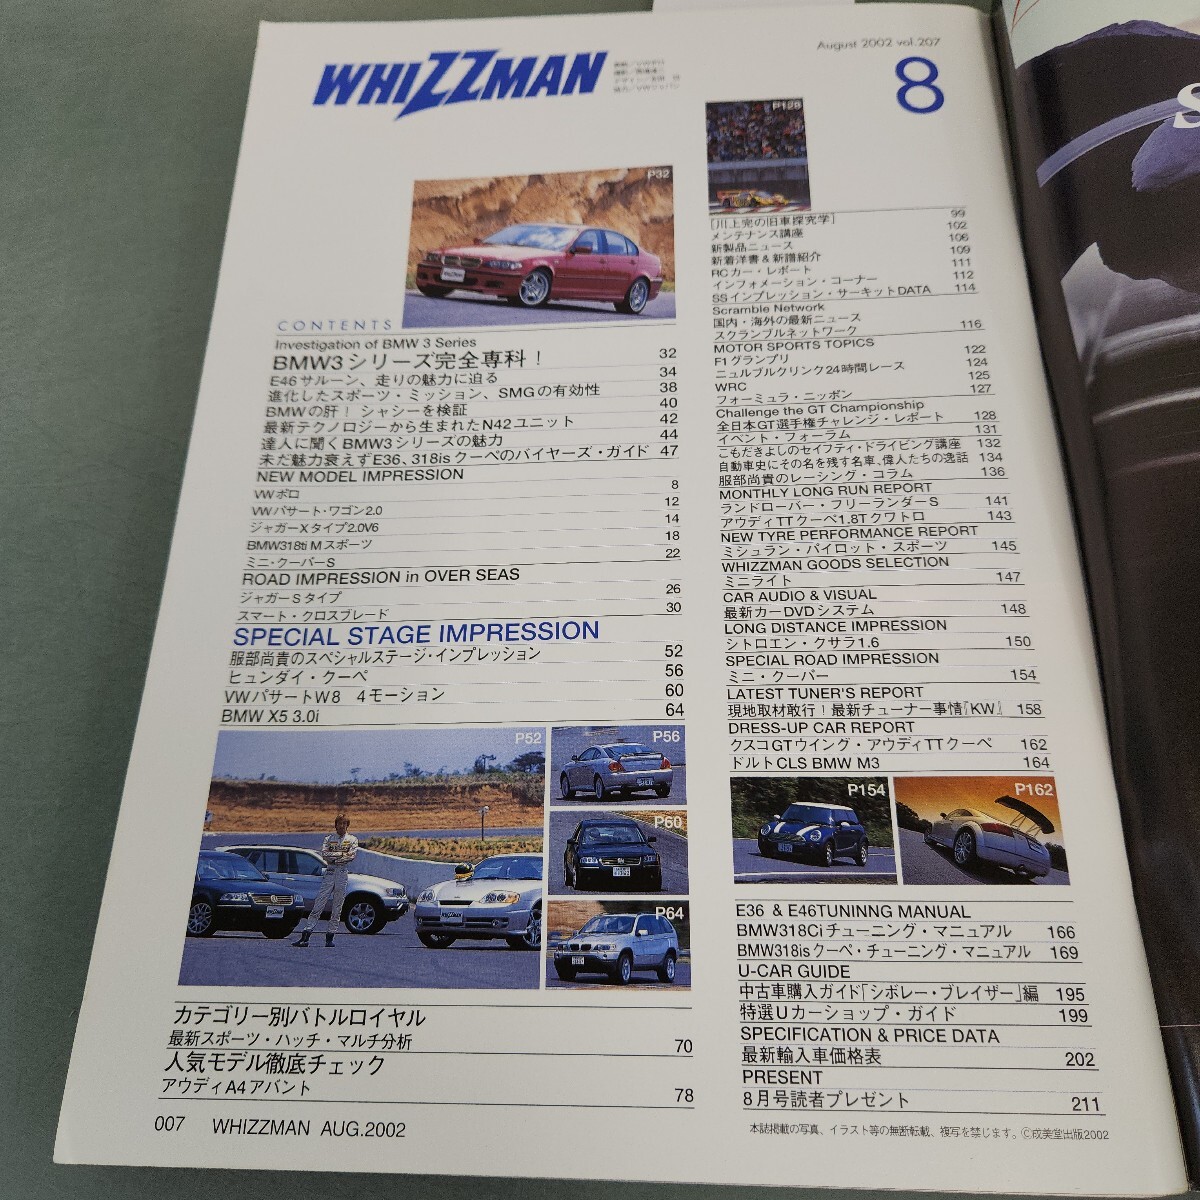 WHIZZMAN
August 2002 vol.207
8
P32
CONTENTS
Investigation of BMW 3 Series
BMW3シリーズ完全専科！ 32
E46サルーン、走りの魅力に迫る 34
進化したスポーツ・ミッション、SMGの有効性 38
BMWの肝！ シャシーを検証 40
最新テクノロジーから生まれたN42ユニット 42
達人に聞くBMW3シリーズの魅力 44
未だ魅力衰えずE36、318isクーペのバイヤーズ・ガイド 47
NEW MODEL IMPRESSION
VWポロ 8
VWパサート・ワゴン2.0 12
ジャガーXタイプ2.0V6 14
BMW318ti Mスポーツ 18
ミニ・クーパーS 22
ROAD IMPRESSION in OVER SEAS
ジャガーSタイプ 26
スマート・クロスブレード 30
SPECIAL STAGE IMPRESSION
服部尚貴のスペシャルステージ・インプレッション 52
ヒュンダイ・クーペ 56
VWパサートW8 4モーション 60
BMW X5 3.0i 64
P52
P56
P60
P64
WHIZZMAN
カテゴリー別バトルロイヤル
最新スポーツ・ハッチ・マルチ分析 70
人気モデル徹底チェック
アウディA4アバント 78
007 WHIZZMAN AUG.2002
P128
[川上完の旧車探究学] 99
メンテナンス講座 102
新製品ニュース 106
新着洋書＆新譜紹介 109
RCカー・レポート 111
インフォメーション・コーナー 112
SSインプレッション・サーキットDATA 114
Scramble Network
国内・海外の最新ニュース
スクランブルネットワーク 116
MOTOR SPORTS TOPICS
F1グランプリ 122
ニュルブルクリンク24時間レース 124
WRC 125
フォーミュラ・ニッポン 127
Challenge the GT Championship
全日本GT選手権チャレンジ・レポート 128
イベント・フォーラム 131
こもだきよしのセイフティ・ドライビング講座 132
自動車史にその名を残す名車、偉人たちの逸話 134
服部尚貴のレーシング・コラム 136
MONTHLY LONG RUN REPORT
ランドローバー・フリーランダーS 141
アウディTTクーペ1.8Tクワトロ 143
NEW TYRE PERFORMANCE REPORT
ミシュラン・パイロット・スポーツ 145
WHIZZMAN GOODS SELECTION
ミニライト 147
CAR AUDIO & VISUAL
最新カーDVDシステム 148
LONG DISTANCE IMPRESSION
シトロエン・クサラ1.6 150
SPECIAL ROAD IMPRESSION
ミニ・クーパー 154
LATEST TUNER'S REPORT
現地取材敢行！最新チューナー事情『KW』 158
DRESS-UP CAR REPORT
クスコGTウイング・アウディTTクーペ 162
ドルトCLS BMW M3 164
P154
P162
E36 & E46TUNINNG MANUAL
BMW318Ciチューニング・マニュアル 166
BMW318isクーペ・チューニング・マニュアル 169
U-CAR GUIDE
中古車購入ガイド「シボレー・ブレイザー」編 195
特選Uカーショップ・ガイド 199
SPECIFICATION & PRICE DATA
最新輸入車価格表 202
PRESENT
8月号読者プレゼント 211
本誌掲載の写真、イラスト等の無断転載、複写を禁じます。©成美堂出版2002
S